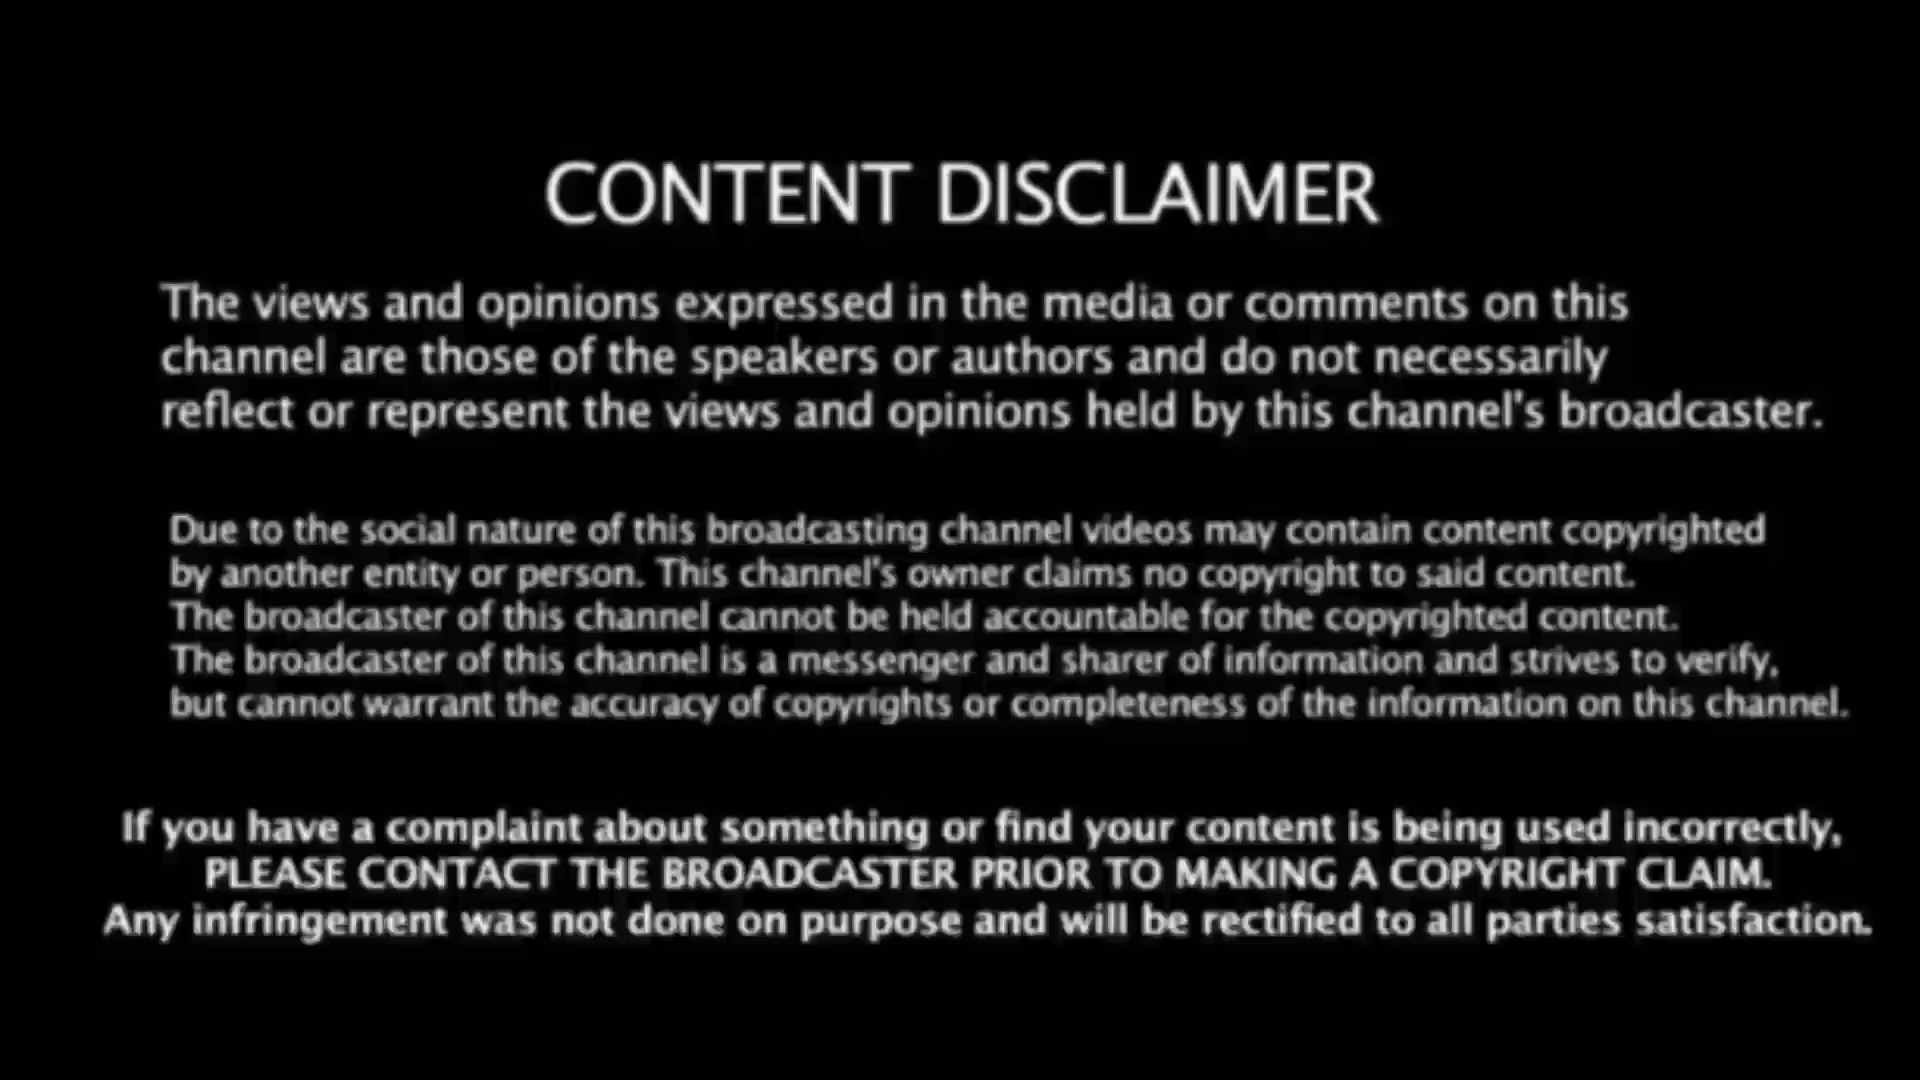 CONTENT DISCLAIMER
The views and opinions expressed in the media or comments on this
channel are those of the speakers or authors and do not necessarily
reflect or represent the views and opinions held by this channel's broadcaster.
Due to the social nature of this broadcasting channel videos may contain content copyrighted
by another entity or person. This channel's owner claims no copyright to said content.
The broadcaster of this channel cannot be held accountable for the copyrighted content.
The broadcaster of this channel is a messenger and sharer of information and strives to verify,
but cannot warrant the accuracy of copyrights or completeness of the information on this channel.
If you have a complaint about something or find your content is being used incorrectly,
PLEASE CONTACT THE BROADCASTER PRIOR TO MAKING A COPYRIGHT CLAIM.
Any infringement was not done on purpose and will be rectified to all parties satisfaction.